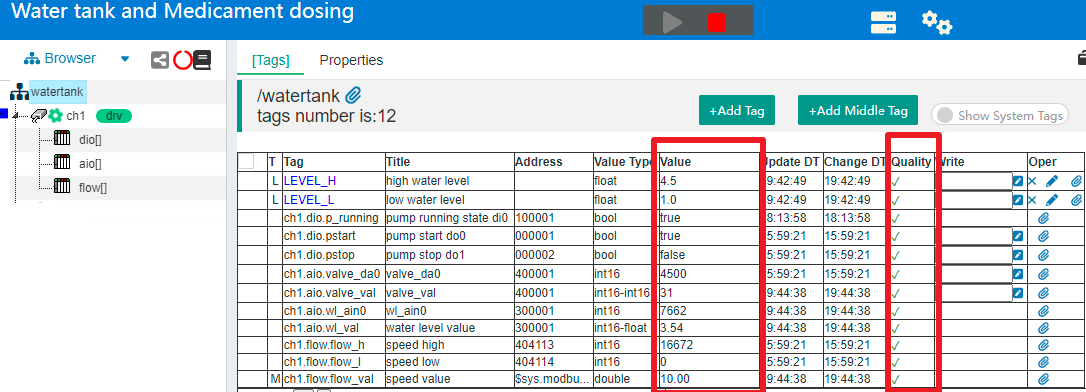 Water tank and Medicament dosing
Browser
[Tags] Properties
watertank
ch1 drv
dio[]
aio[]
flow[]
/watertank
tags number is:12
+Add Tag +Add Middle Tag Show System Tags
T Tag Title Address Value Type Value Update DT Change DT Quality Write Oper
L LEVEL_H high water level float 4.5 9:42:49 19:42:49 ✓
L LEVEL_L low water level float 1.0 9:42:49 19:42:49 ✓
ch1.dio.p_running pump running state di0 100001 bool true 8:13:58 18:13:58 ✓
ch1.dio.pstart pump start do0 000001 bool true 5:59:21 15:59:21 ✓
ch1.dio.pstop pump stop do1 000002 bool false 5:59:21 15:59:21 ✓
ch1.aio.valve_da0 valve_da0 400001 int16 4500 5:59:21 15:59:21 ✓
ch1.aio.valve_val valve_val 400001 int16-int16 31 9:44:38 19:44:38 ✓
ch1.aio.wl_ain0 wl_ain0 300001 int16 7662 9:44:38 19:44:38 ✓
ch1.aio.wl_val water level value 300001 int16-float 3.54 9:44:38 19:44:38 ✓
ch1.flow.flow_h speed high 404113 int16 16672 5:59:21 15:59:21 ✓
ch1.flow.flow_l speed low 404114 int16 0 5:59:21 15:59:21 ✓
M ch1.flow.flow_val speed value $sys.modbu... double 10.00 9:44:38 19:44:38 ✓